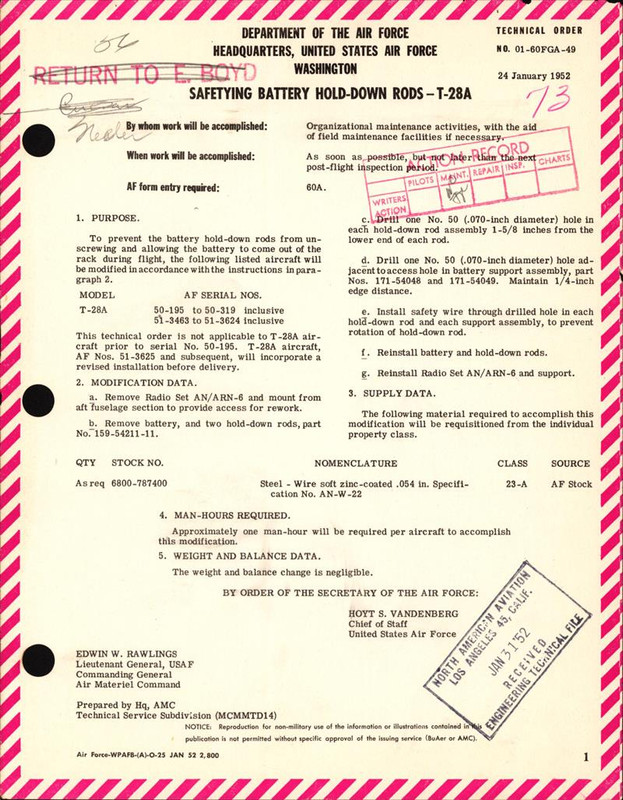 DEPARTMENT OF THE AIR FORCE
HEADQUARTERS, UNITED STATES AIR FORCE
WASHINGTON
SAFETYING BATTERY HOLD-DOWN RODS – T-28A
TECHNICAL ORDER
NO. 01-60FGA-49
24 January 1952
73
RETURN TO E. BOYD
By whom work will be accomplished:
Organizational maintenance activities, with the aid
of field maintenance facilities if necessary.
When work will be accomplished:
As soon as possible, but not later than the next
post-flight inspection period.
AF form entry required:
60A.
ACTION RECORD
PILOTS MAINT. REPAIR INSP. CHARTS
WRITERS
ACTION
1. PURPOSE.
To prevent the battery hold-down rods from un-
screwing and allowing the battery to come out of the
rack during flight, the following listed aircraft will
be modified in accordance with the instructions in para-
graph 2.
MODEL AF SERIAL NOS.
T-28A 50-195 to 50-319 inclusive
51-3463 to 51-3624 inclusive
This technical order is not applicable to T-28A air-
craft prior to serial No. 50-195. T-28A aircraft,
AF Nos. 51-3625 and subsequent, will incorporate a
revised installation before delivery.
2. MODIFICATION DATA.
a. Remove Radio Set AN/ARN-6 and mount from
aft fuselage section to provide access for rework.
b. Remove battery, and two hold-down rods, part
No. 159-54211-11.
c. Drill one No. 50 (.070-inch diameter) hole in
each hold-down rod assembly 1-5/8 inches from the
lower end of each rod.
d. Drill one No. 50 (.070-inch diameter) hole ad-
jacent to access hole in battery support assembly, part
Nos. 171-54048 and 171-54049. Maintain 1/4-inch
edge distance.
e. Install safety wire through drilled hole in each
hold-down rod and each support assembly, to prevent
rotation of hold-down rod.
f. Reinstall battery and hold-down rods.
g. Reinstall Radio Set AN/ARN-6 and support.
3. SUPPLY DATA.
The following material required to accomplish this
modification will be requisitioned from the individual
property class.
QTY STOCK NO. NOMENCLATURE CLASS SOURCE
As req 6800-787400 Steel - Wire soft zinc-coated .054 in. Specifi- 23-A AF Stock
cation No. AN-W-22
4. MAN-HOURS REQUIRED.
Approximately one man-hour will be required per aircraft to accomplish
this modification.
5. WEIGHT AND BALANCE DATA.
The weight and balance change is negligible.
BY ORDER OF THE SECRETARY OF THE AIR FORCE:
HOYT S. VANDENBERG
Chief of Staff
United States Air Force
NORTH AMERICAN AVIATION
LOS ANGELES 45, CALIF.
JAN 31 '52
RECEIVED
ENGINEERING TECHNICAL FILE
EDWIN W. RAWLINGS
Lieutenant General, USAF
Commanding General
Air Materiel Command
Prepared by Hq, AMC
Technical Service Subdivision (MCMMTD14)
NOTICE: Reproduction for non-military use of the information or illustrations contained in this
publication is not permitted without specific approval of the issuing service (BuAer or AMC).
Air Force-WPAFB-(A)-O-25 JAN 52 2,800
1